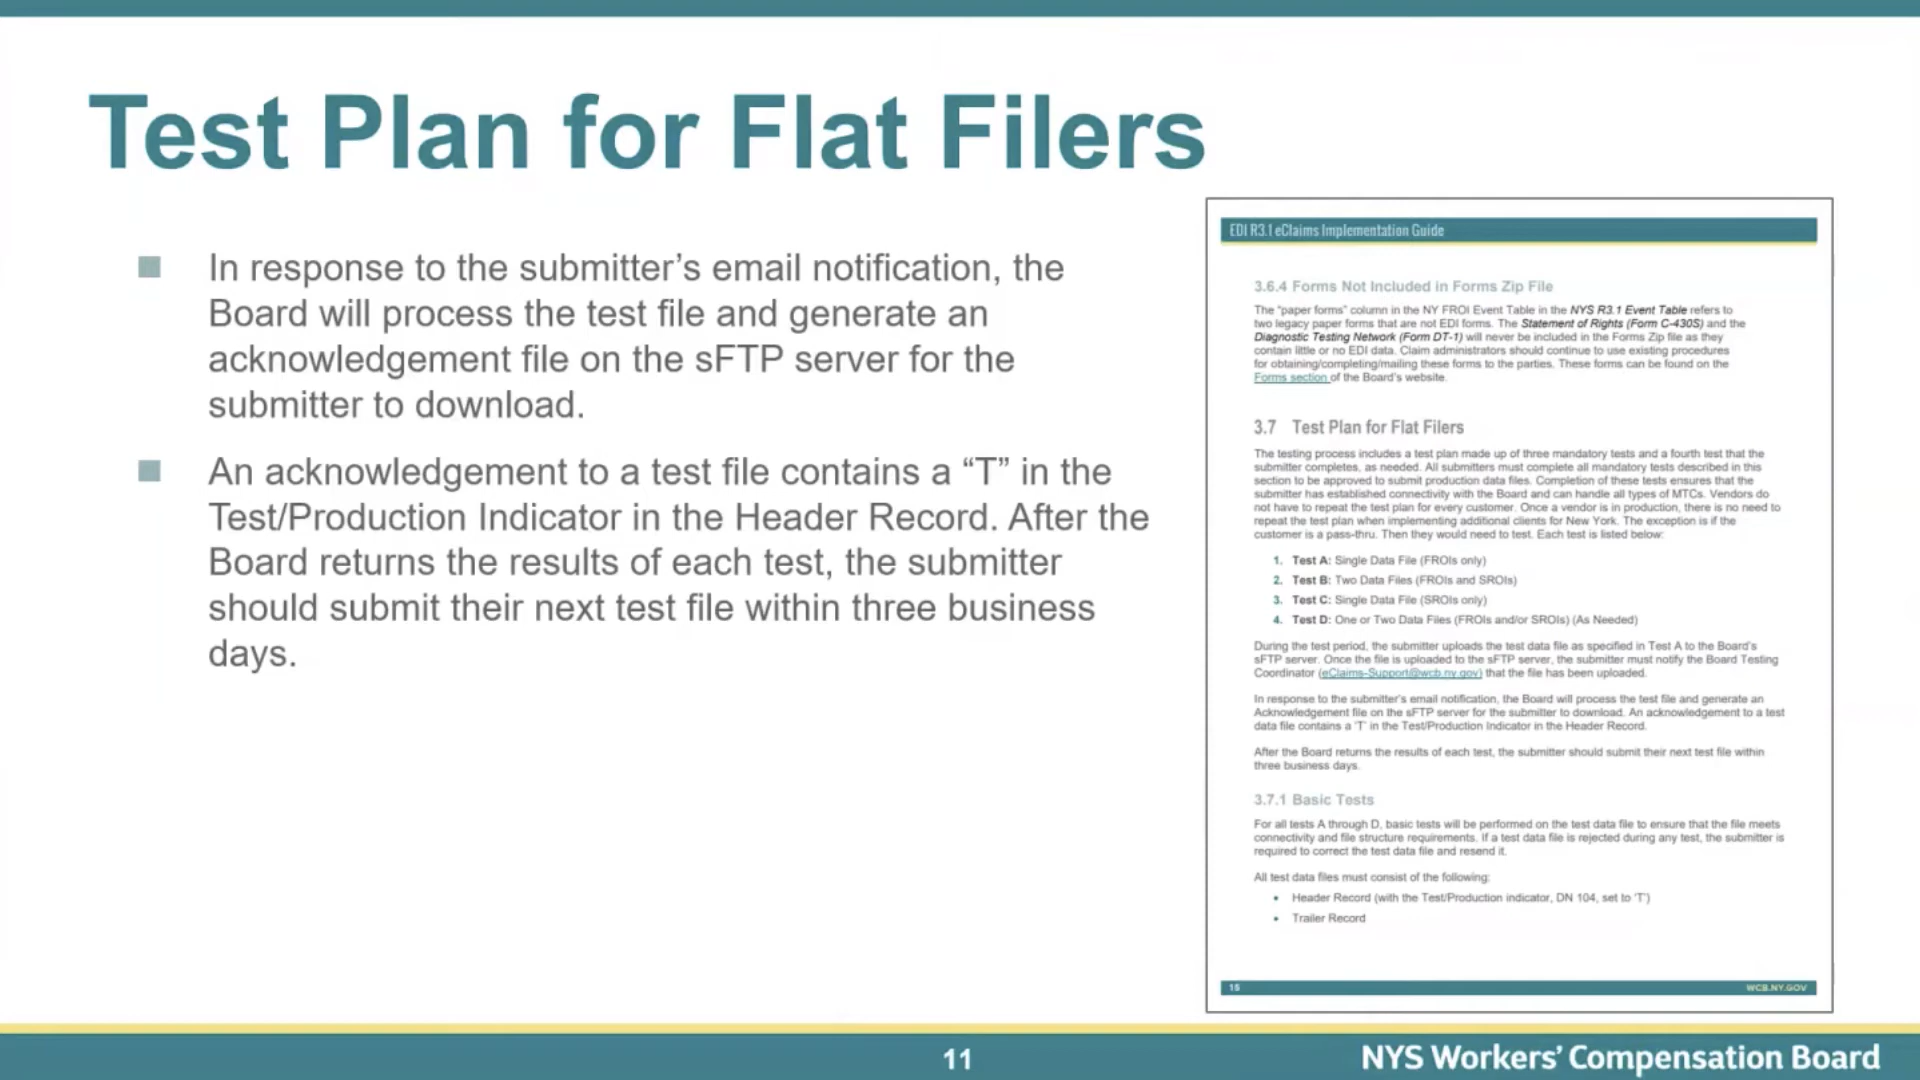 Test Plan for Flat Filers
In response to the submitter’s email notification, the
Board will process the test file and generate an
acknowledgement file on the sFTP server for the
submitter to download.
An acknowledgement to a test file contains a “T” in the
Test/Production Indicator in the Header Record. After the
Board returns the results of each test, the submitter
should submit their next test file within three business
days.
EDI R3.1 eClaims Implementation Guide
3.6.4 Forms Not Included in Forms Zip File
The “paper forms” column in the NY FROI Event Table in the NYS R3.1 Event Table refers to
two legacy paper forms that are not EDI forms. The Statement of Rights (Form C-430S) and the
Diagnostic Testing Network (Form DT-1) will never be included in the Forms Zip file as they
contain little or no EDI data. Claim administrators should continue to use existing procedures
for obtaining/completing/mailing these forms to the parties. These forms can be found on the
Forms section of the Board’s website.
3.7 Test Plan for Flat Filers
The testing process includes a test plan made up of three mandatory tests and a fourth test that the
submitter completes, as needed. All submitters must complete all mandatory tests described in this
section to be approved to submit production data files. Completion of these tests ensures that the
submitter has established connectivity with the Board and can handle all types of MTCs. Vendors do
not have to repeat the test plan for every customer. Once a vendor is in production, there is no need to
repeat the test plan when implementing additional clients for New York. The exception is if the
customer is a pass-thru. Then they would need to test. Each test is listed below:
1. Test A: Single Data File (FROIs only)
2. Test B: Two Data Files (FROIs and SROIs)
3. Test C: Single Data File (SROIs only)
4. Test D: One or Two Data Files (FROIs and/or SROIs) (As Needed)
During the test period, the submitter uploads the test data file as specified in Test A to the Board’s
sFTP server. Once the file is uploaded to the sFTP server, the submitter must notify the Board Testing
Coordinator (eClaims-Support@wcb.ny.gov) that the file has been uploaded.
In response to the submitter’s email notification, the Board will process the test file and generate an
Acknowledgement file on the sFTP server for the submitter to download. An acknowledgement to a test
data file contains a ‘T’ in the Test/Production Indicator in the Header Record.
After the Board returns the results of each test, the submitter should submit their next test file within
three business days.
3.7.1 Basic Tests
For all tests A through D, basic tests will be performed on the test data file to ensure that the file meets
connectivity and file structure requirements. If a test data file is rejected during any test, the submitter is
required to correct the test data file and resend it.
All test data files must consist of the following:
• Header Record (with the Test/Production indicator, DN 104, set to ‘T’)
• Trailer Record
WCB.NY.GOV
11
NYS Workers’ Compensation Board